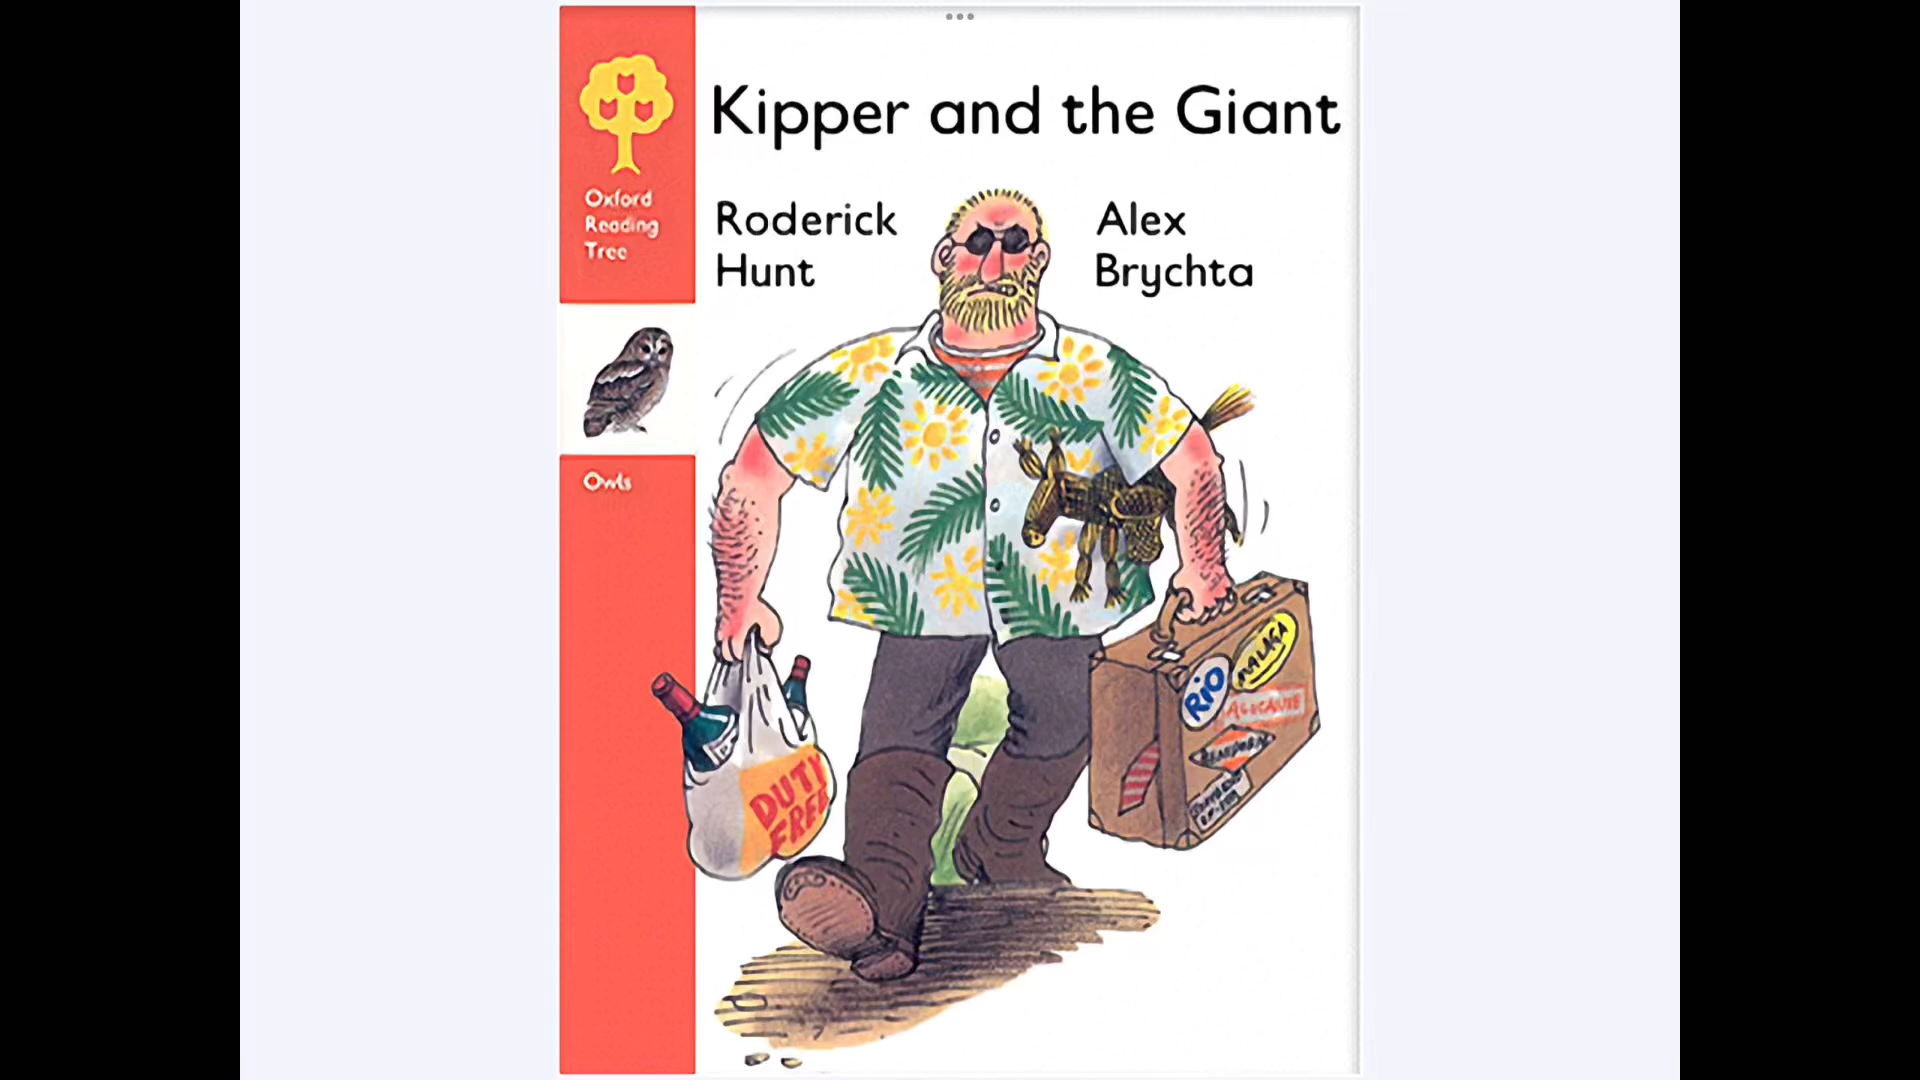 Kipper and the Giant
Roderick
Hunt
Alex
Brychta
Oxford
Reading
Tree
Owls
DUTY
FREE
RIO
MALAGA
ALICANTE